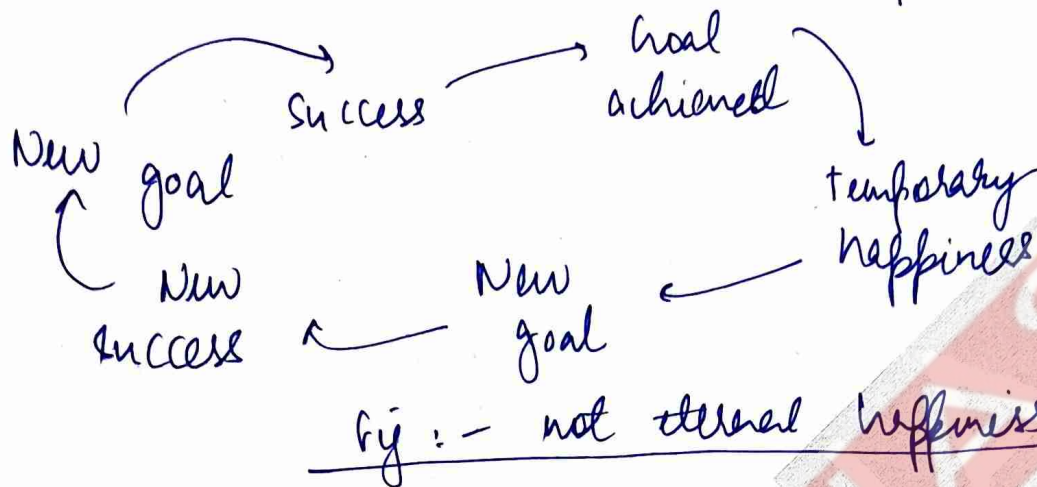 Success
Goal
achieved
New goal
temporary
happiness
New
success
New
goal
Fig :- not eternal happiness